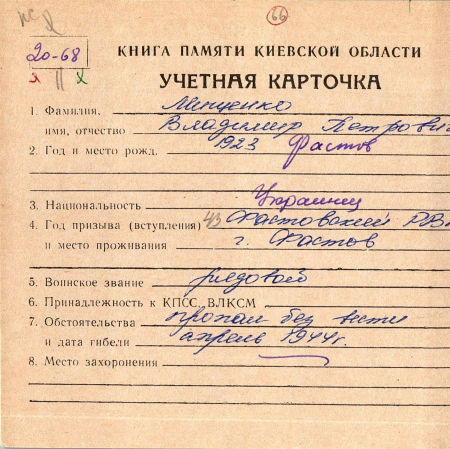 66
20-68
КНИГА ПАМЯТИ КИЕВСКОЙ ОБЛАСТИ
УЧЕТНАЯ КАРТОЧКА
1. Фамилия, Мищенко
имя, отчество Владимир Петрович
2. Год и место рожд. 1923 Фастов
3. Национальность Украинец
4. Год призыва (вступления) 43 Фастовский РВ
и место проживания г. Фастов
5. Воинское звание рядовой
6. Принадлежность к КПСС, ВЛКСМ
7. Обстоятельства пропал без вести
и дата гибели апрель 1944г.
8. Место захоронения —